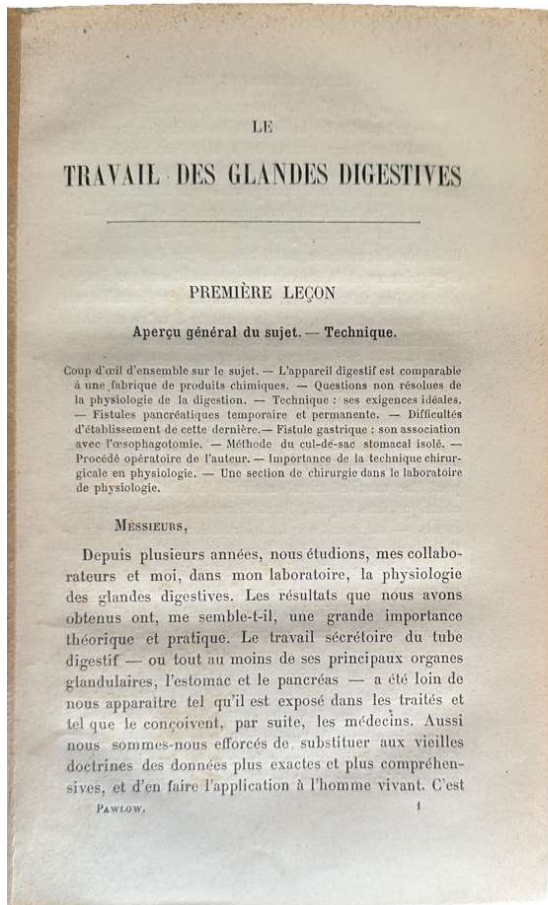 LE
TRAVAIL DES GLANDES DIGESTIVES
PREMIÈRE LEÇON
Aperçu général du sujet. — Technique.
Coup d'œil d'ensemble sur le sujet. — L'appareil digestif est comparable
à une fabrique de produits chimiques. — Questions non résolues de
la physiologie de la digestion. — Technique : ses exigences idéales.
— Fistules pancréatiques temporaire et permanente. — Difficultés
d'établissement de cette dernière. — Fistule gastrique : son association
avec l'œsophagotomie. — Méthode du cul-de-sac stomacal isolé. —
Procédé opératoire de l'auteur. — Importance de la technique chirur-
gicale en physiologie. — Une section de chirurgie dans le laboratoire
de physiologie.
MESSIEURS,
Depuis plusieurs années, nous étudions, mes collabo-
rateurs et moi, dans mon laboratoire, la physiologie
des glandes digestives. Les résultats que nous avons
obtenus ont, me semble-t-il, une grande importance
théorique et pratique. Le travail sécrétoire du tube
digestif — ou tout au moins de ses principaux organes
glandulaires, l'estomac et le pancréas — a été loin de
nous apparaître tel qu'il est exposé dans les traités et
tel que le conçoivent, par suite, les médecins. Aussi
nous sommes-nous efforcés de substituer aux vieilles
doctrines des données plus exactes et plus compréhen-
sives, et d'en faire l'application à l'homme vivant. C'est
PAWLOW. 1